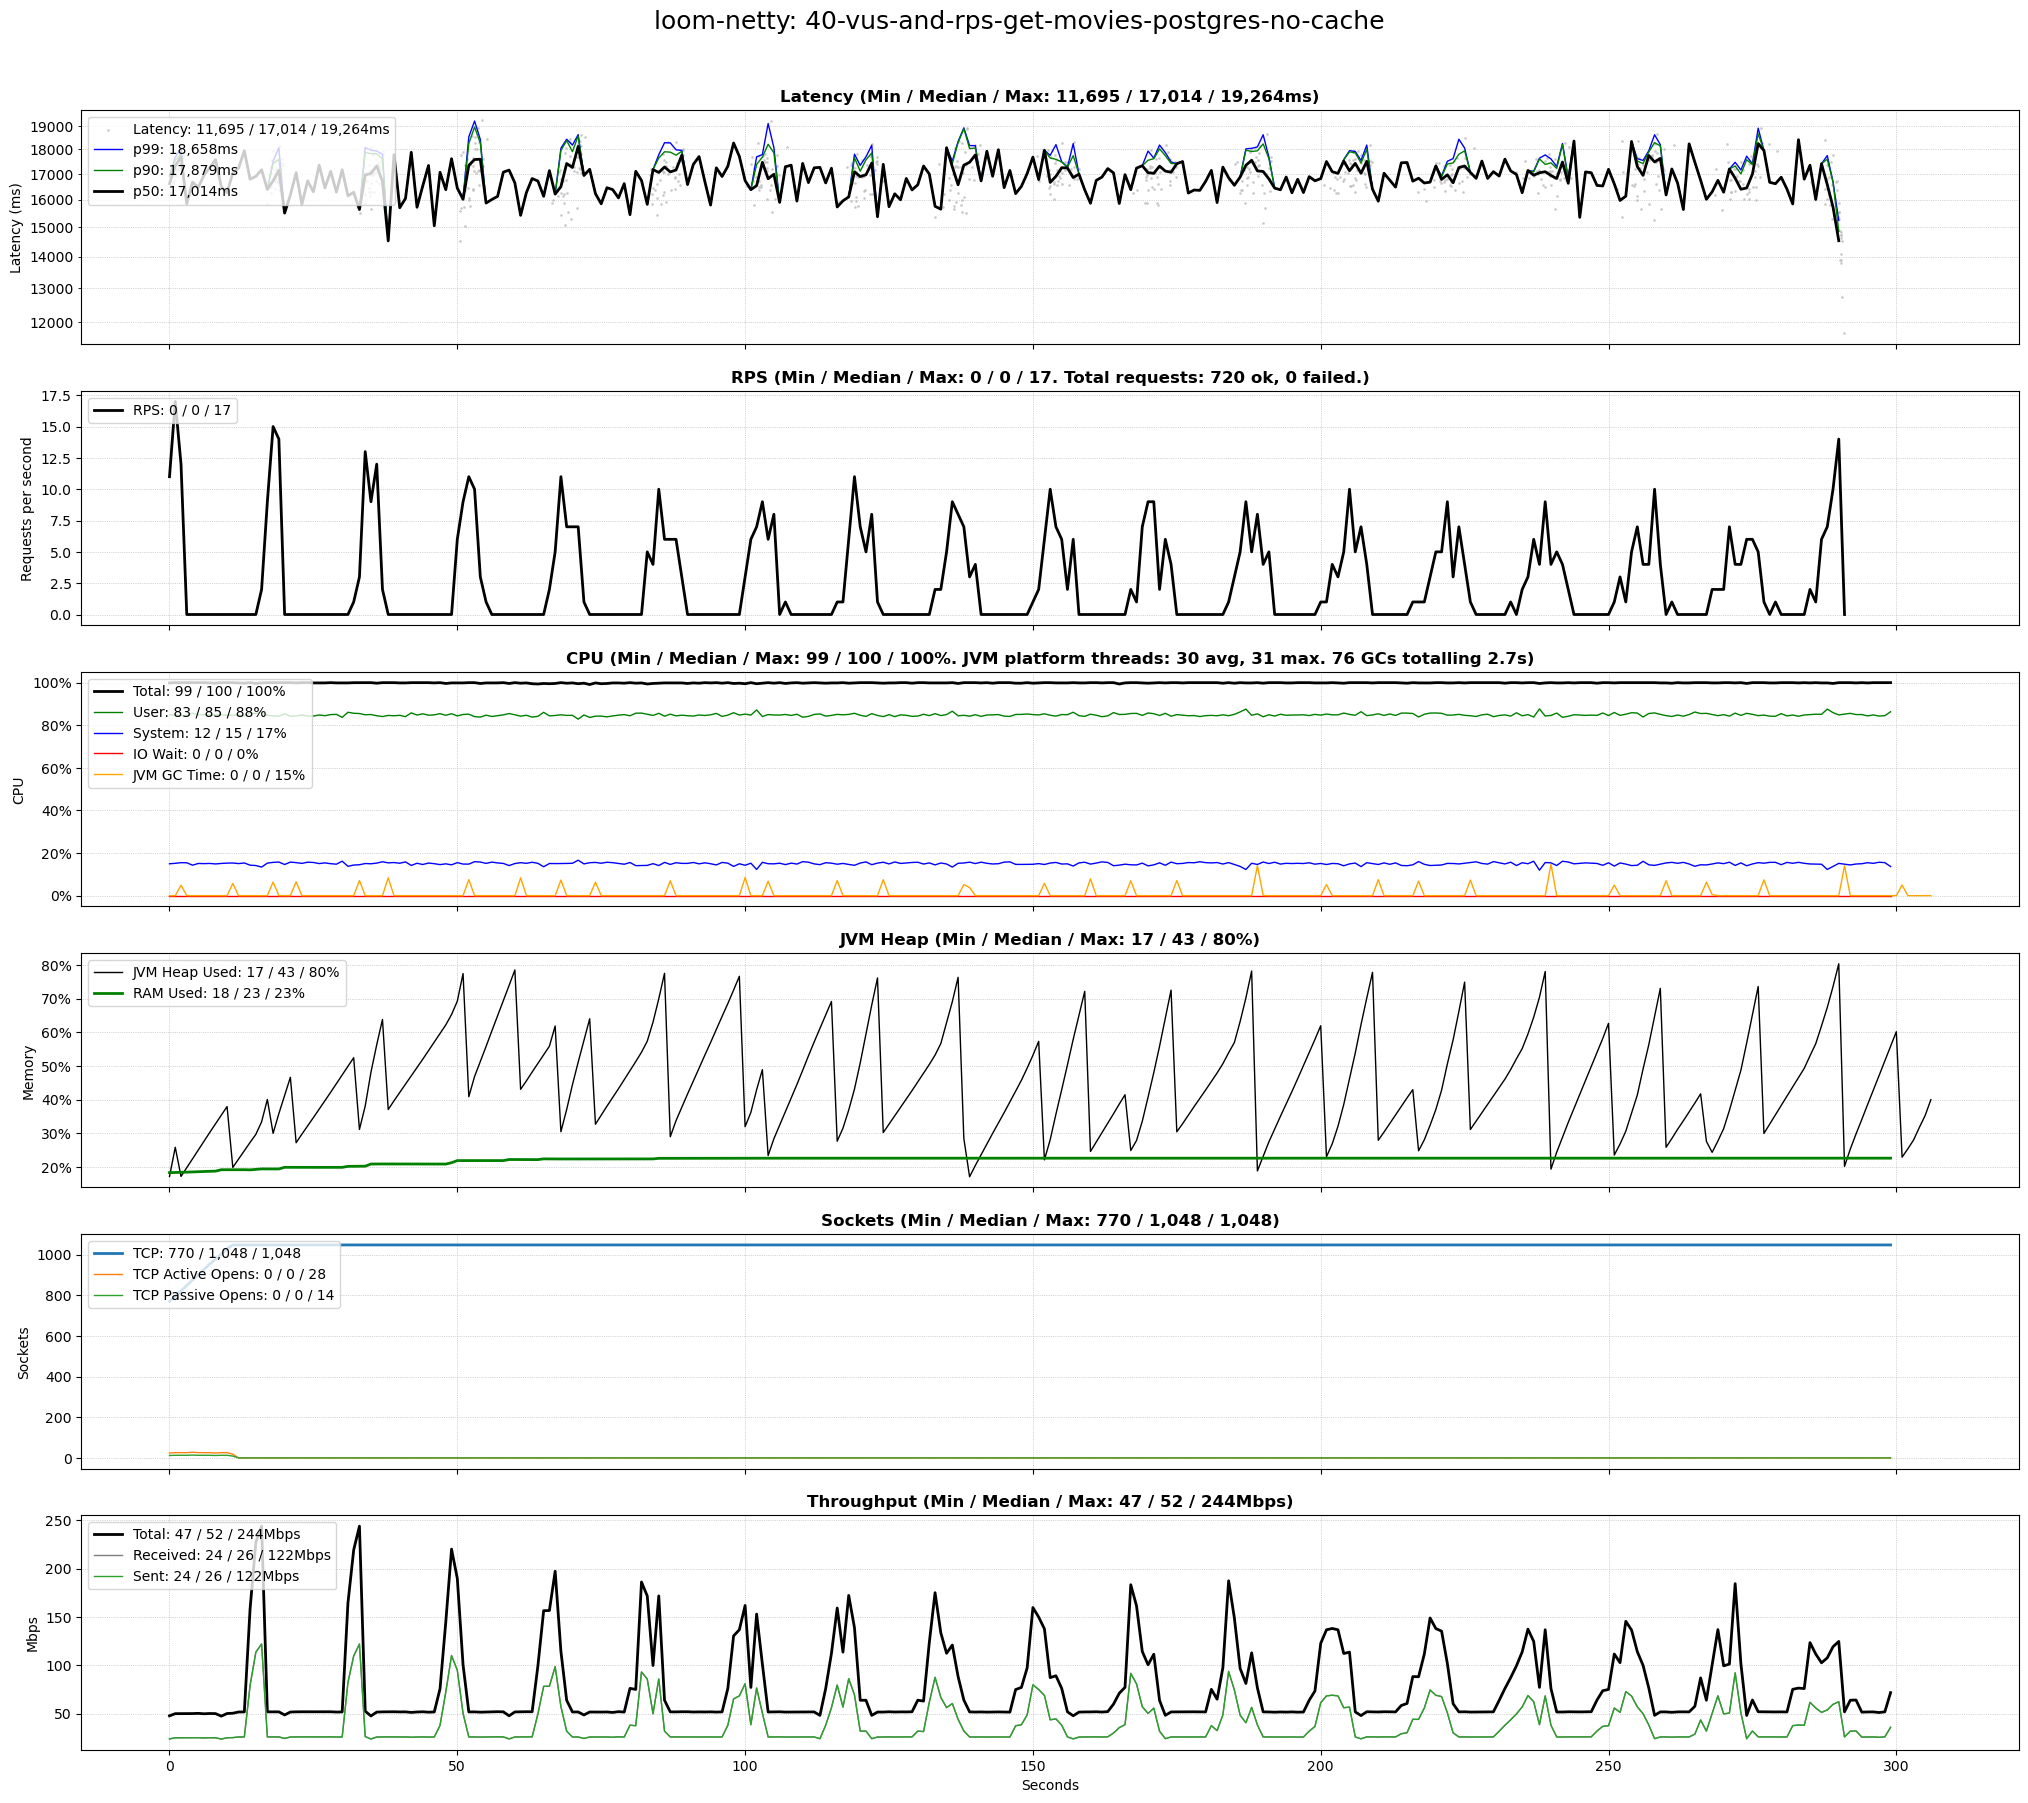 loom-netty: 40-vus-and-rps-get-movies-postgres-no-cache
Latency (Min / Median / Max: 11,695 / 17,014 / 19,264ms)
Latency (ms)
19000
18000
17000
16000
15000
14000
13000
12000
Latency: 11,695 / 17,014 / 19,264ms
p99: 18,658ms
p90: 17,879ms
p50: 17,014ms
RPS (Min / Median / Max: 0 / 0 / 17. Total requests: 720 ok, 0 failed.)
Requests per second
17.5
15.0
12.5
10.0
7.5
5.0
2.5
0.0
RPS: 0 / 0 / 17
CPU (Min / Median / Max: 99 / 100 / 100%. JVM platform threads: 30 avg, 31 max. 76 GCs totalling 2.7s)
CPU
100%
80%
60%
40%
20%
0%
Total: 99 / 100 / 100%
User: 83 / 85 / 88%
System: 12 / 15 / 17%
IO Wait: 0 / 0 / 0%
JVM GC Time: 0 / 0 / 15%
JVM Heap (Min / Median / Max: 17 / 43 / 80%)
Memory
80%
70%
60%
50%
40%
30%
20%
JVM Heap Used: 17 / 43 / 80%
RAM Used: 18 / 23 / 23%
Sockets (Min / Median / Max: 770 / 1,048 / 1,048)
Sockets
1000
800
600
400
200
0
TCP: 770 / 1,048 / 1,048
TCP Active Opens: 0 / 0 / 28
TCP Passive Opens: 0 / 0 / 14
Throughput (Min / Median / Max: 47 / 52 / 244Mbps)
Mbps
250
200
150
100
50
Total: 47 / 52 / 244Mbps
Received: 24 / 26 / 122Mbps
Sent: 24 / 26 / 122Mbps
0 50 100 150 200 250 300
Seconds